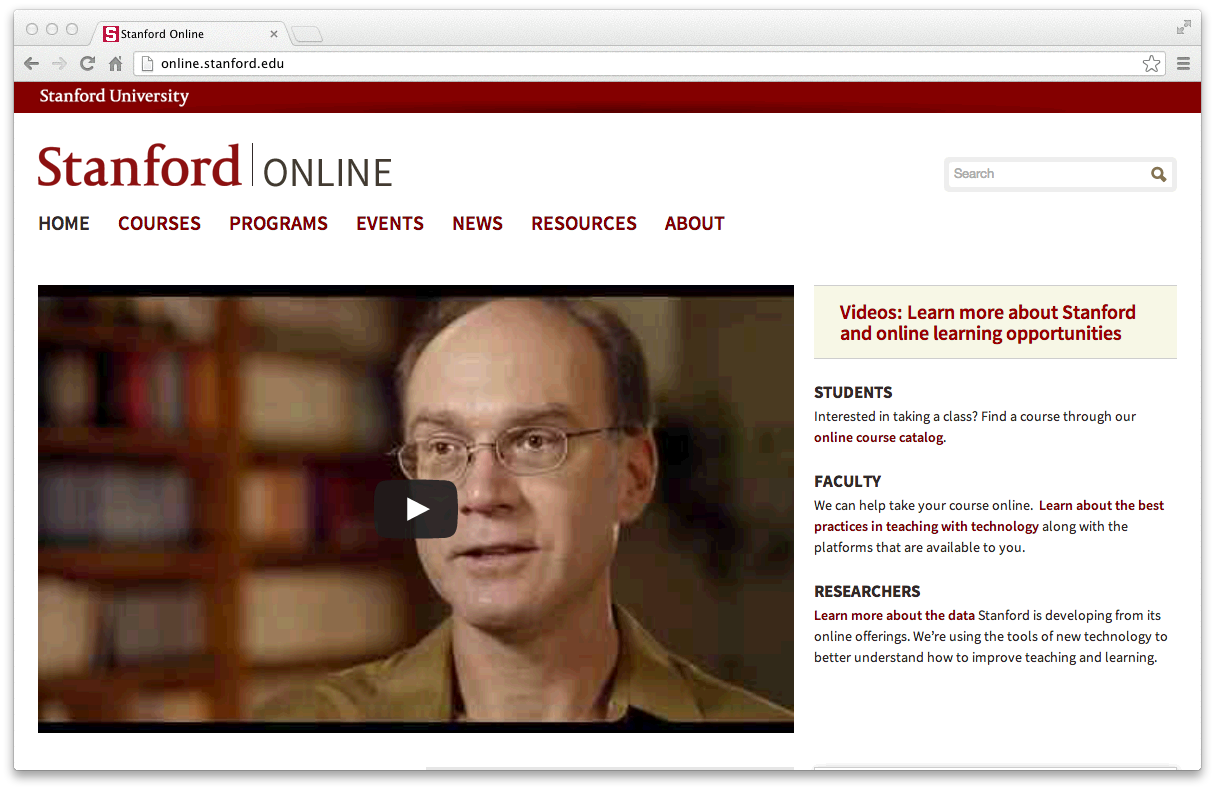 Stanford Online
online.stanford.edu
Stanford University
Stanford ONLINE
Search
HOME COURSES PROGRAMS EVENTS NEWS RESOURCES ABOUT
Videos: Learn more about Stanford
and online learning opportunities
STUDENTS
Interested in taking a class? Find a course through our
online course catalog.
FACULTY
We can help take your course online. Learn about the best
practices in teaching with technology along with the
platforms that are available to you.
RESEARCHERS
Learn more about the data Stanford is developing from its
online offerings. We're using the tools of new technology to
better understand how to improve teaching and learning.